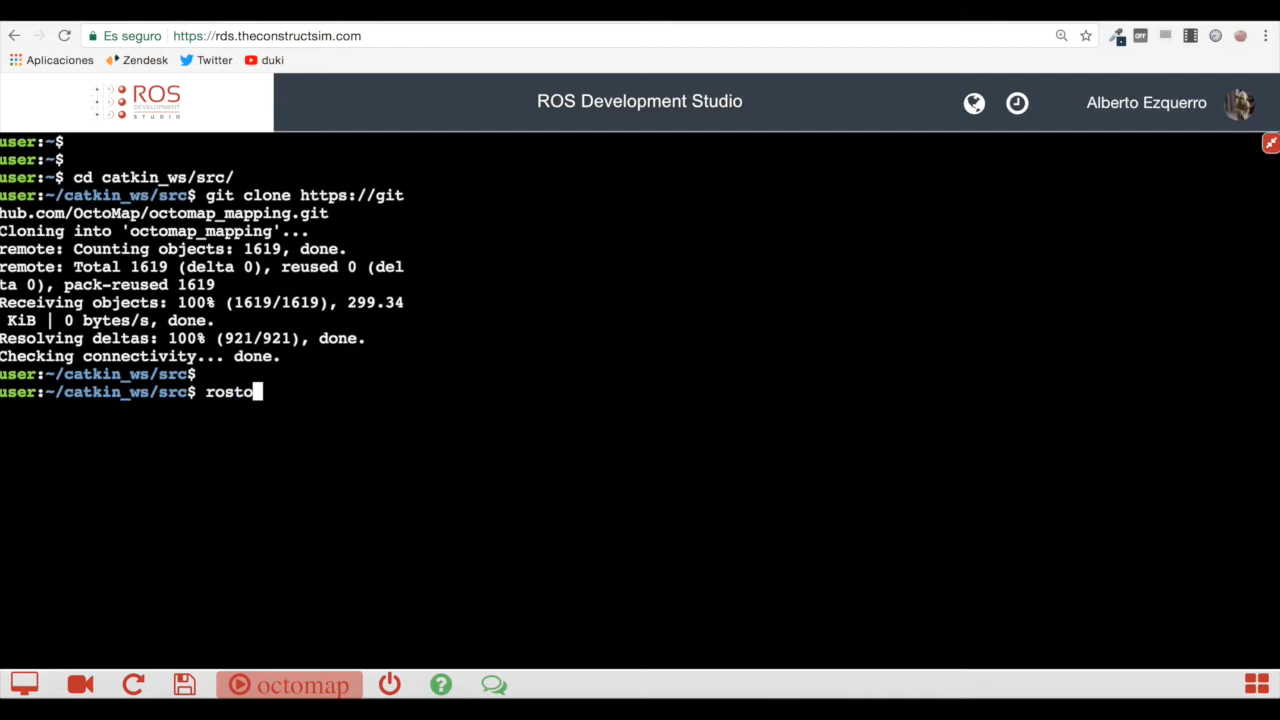 Es seguro
https://rds.theconstructsim.com
OFF
Aplicaciones
Zendesk
Twitter
duki
ROS
DEVELOPMENT
STUDIO
ROS Development Studio
Alberto Ezquerro
user:~$
user:~$
user:~$ cd catkin_ws/src/
user:~/catkin_ws/src$ git clone https://git
hub.com/OctoMap/octomap_mapping.git
Cloning into 'octomap_mapping'...
remote: Counting objects: 1619, done.
remote: Total 1619 (delta 0), reused 0 (del
ta 0), pack-reused 1619
Receiving objects: 100% (1619/1619), 299.34
KiB | 0 bytes/s, done.
Resolving deltas: 100% (921/921), done.
Checking connectivity... done.
user:~/catkin_ws/src$
user:~/catkin_ws/src$ rosto
octomap